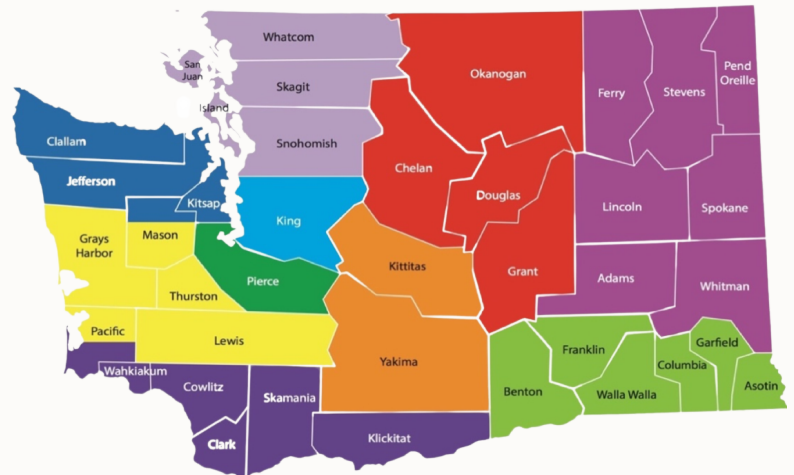 Whatcom
San
Juan
Skagit
Island
Snohomish
Okanogan
Ferry
Stevens
Pend
Oreille
Clallam
Jefferson
Kitsap
Chelan
Douglas
Lincoln
Spokane
King
Grays
Harbor
Mason
Kittitas
Grant
Adams
Whitman
Pierce
Thurston
Pacific
Lewis
Yakima
Franklin
Garfield
Columbia
Wahkiakum
Cowlitz
Skamania
Benton
Walla Walla
Asotin
Clark
Klickitat